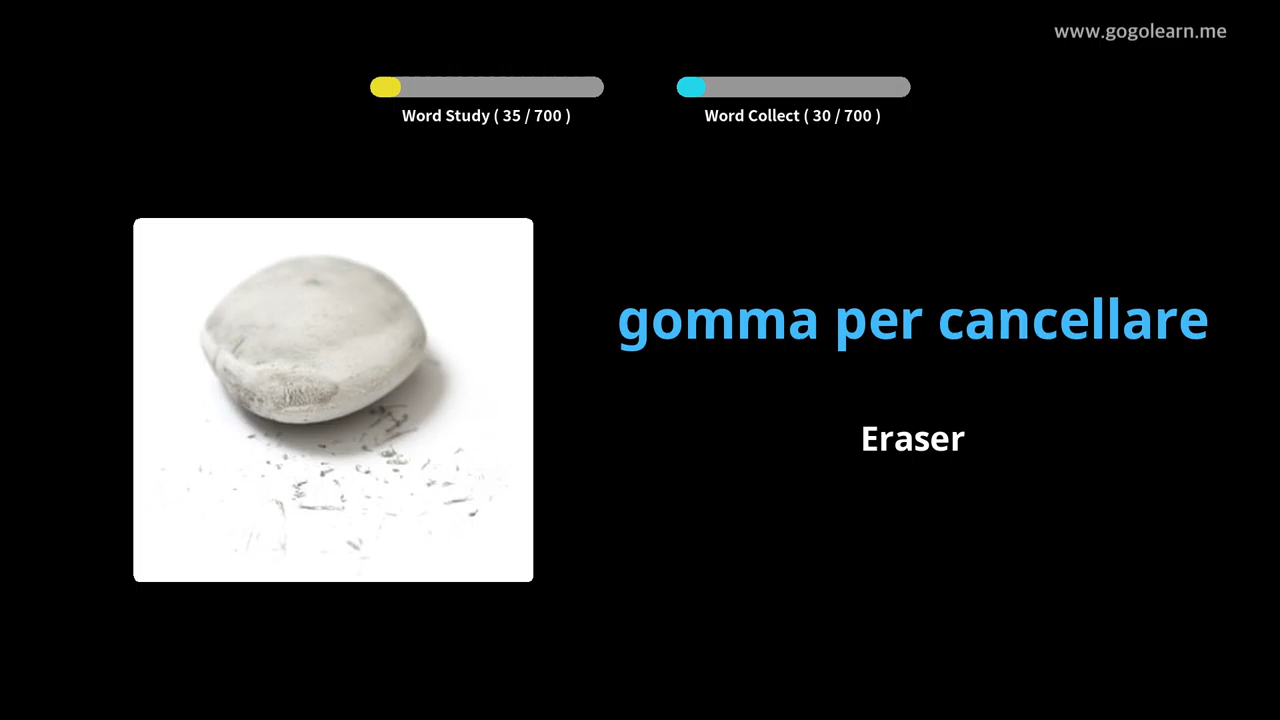 www.gogolearn.me
Word Study ( 35 / 700 )
Word Collect ( 30 / 700 )
gomma per cancellare
Eraser